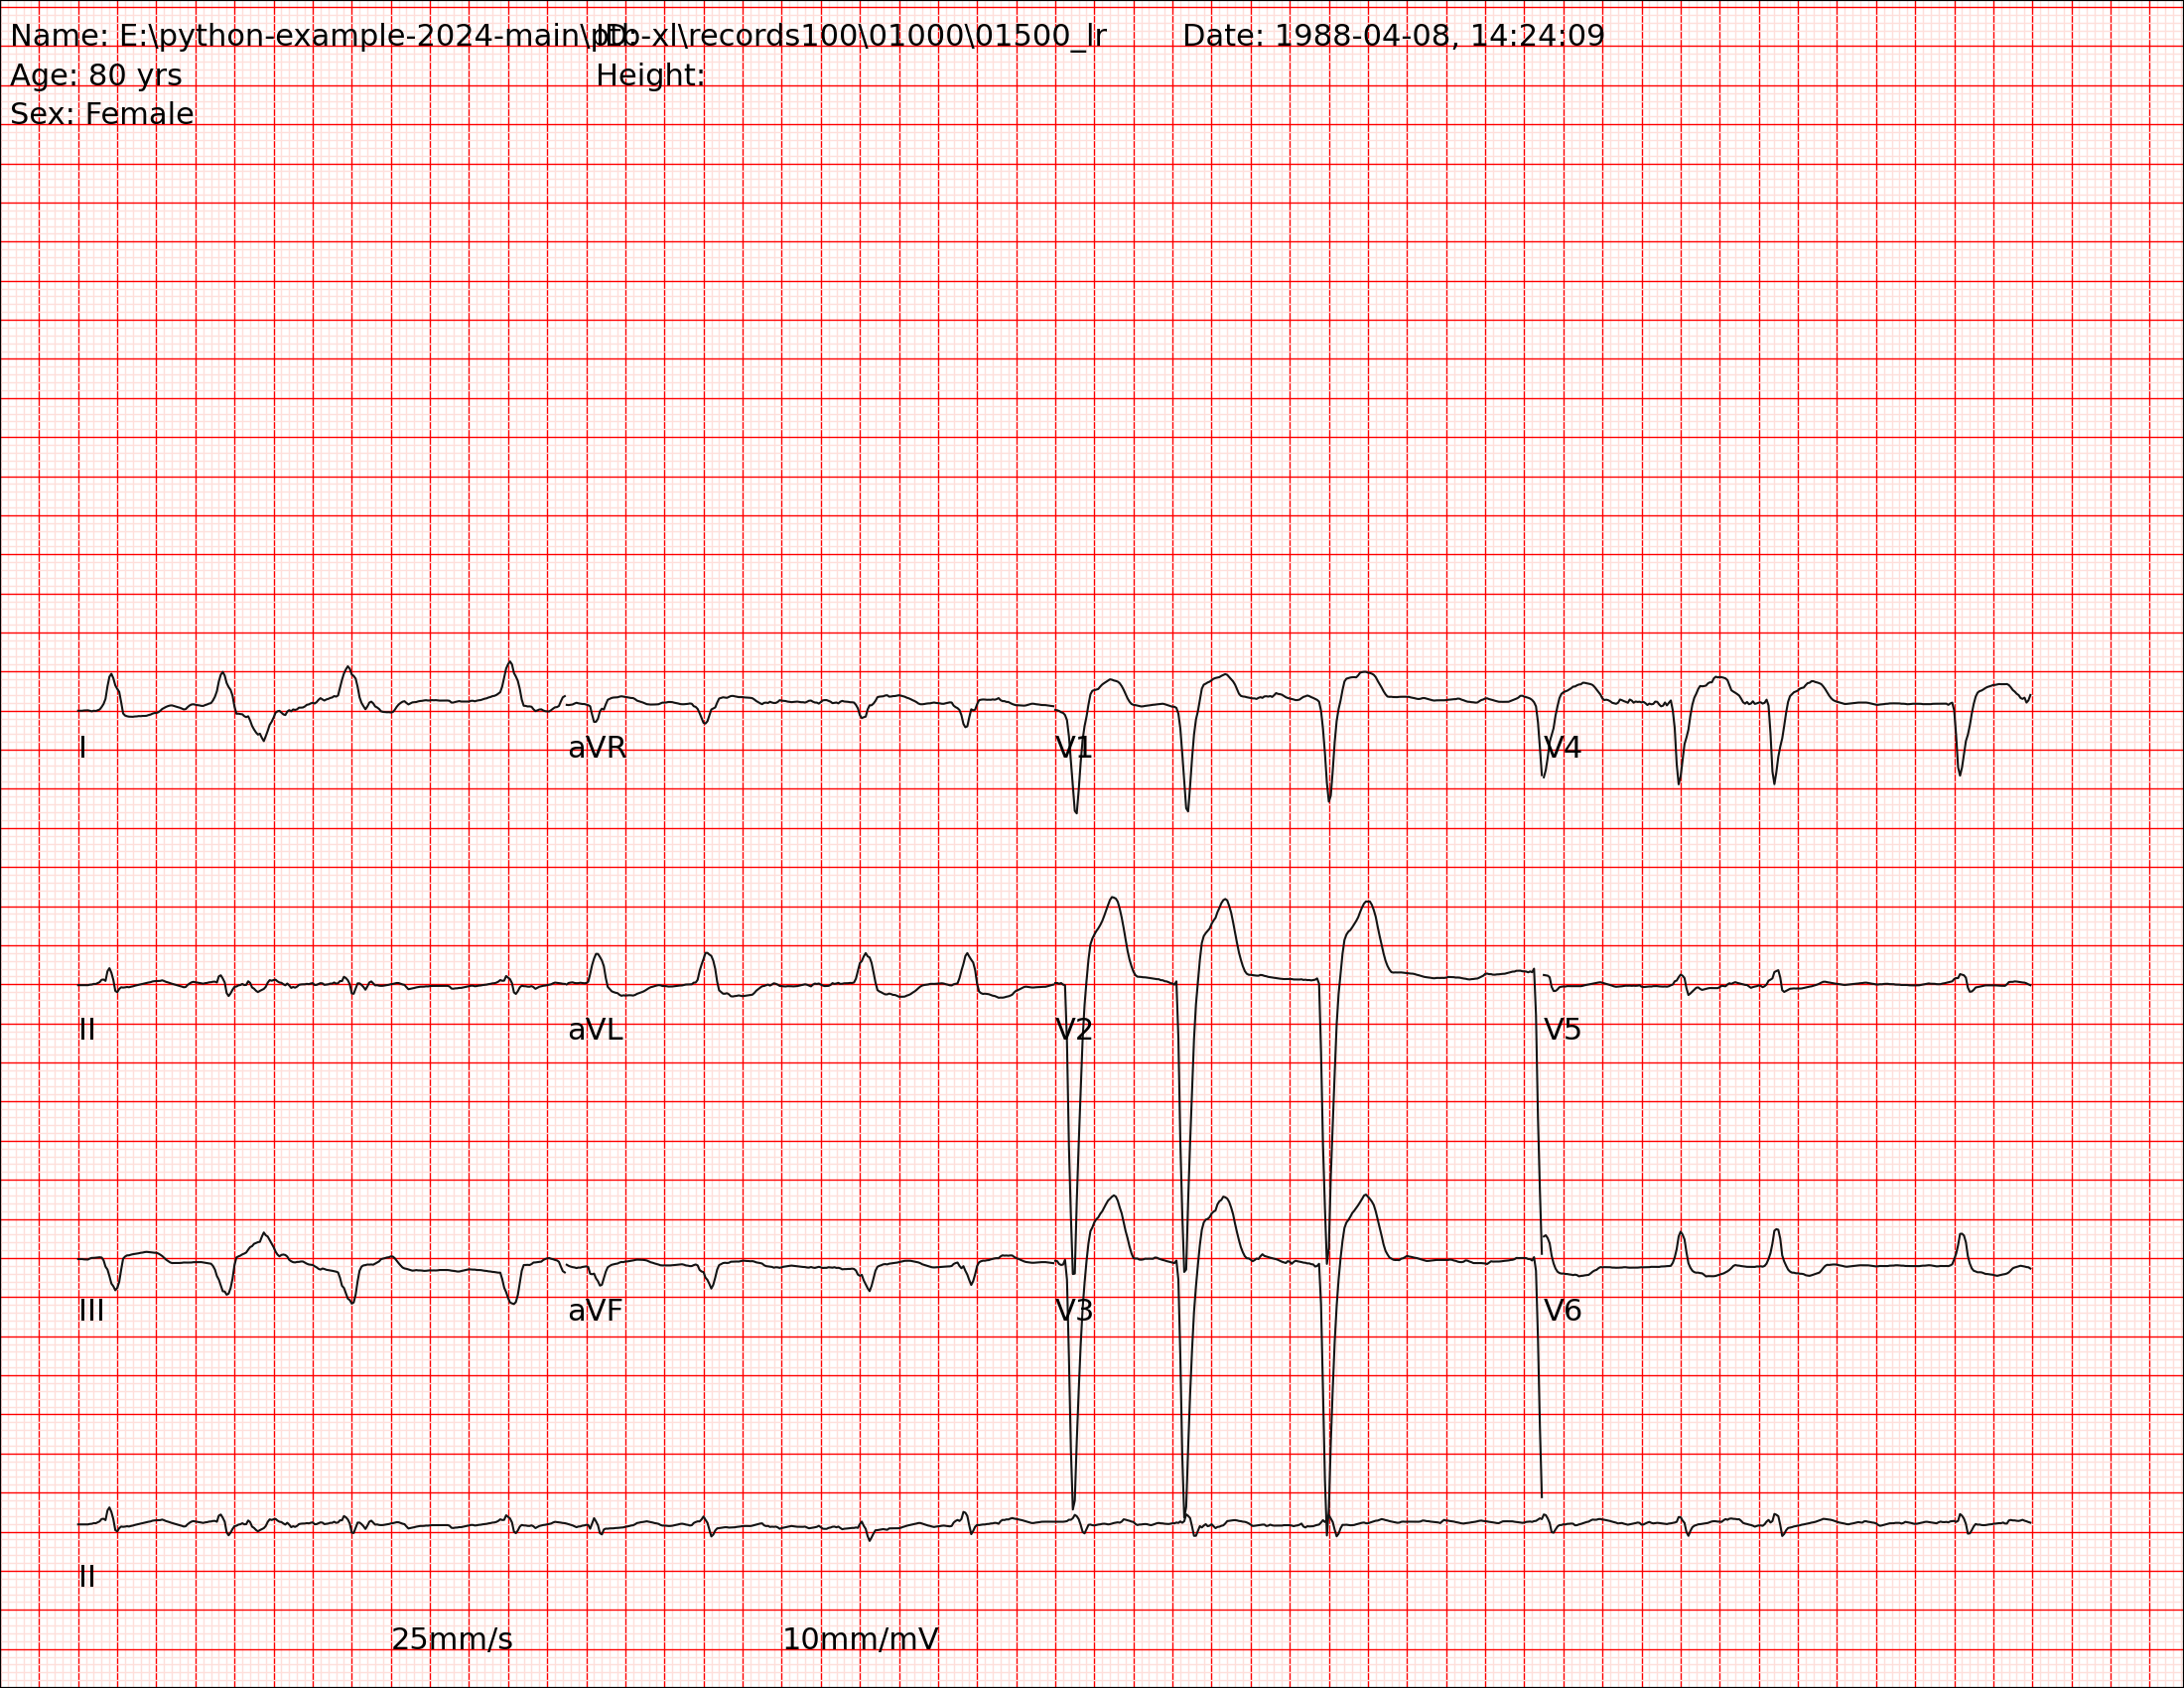 Name: E:\python-example-2024-main\ptb-xl\records100\01000\01500_lr ID: Date: 1988-04-08, 14:24:09
Age: 80 yrs Height:
Sex: Female
I aVR V1 V4
II aVL V2 V5
III aVF V3 V6
II
25mm/s 10mm/mV